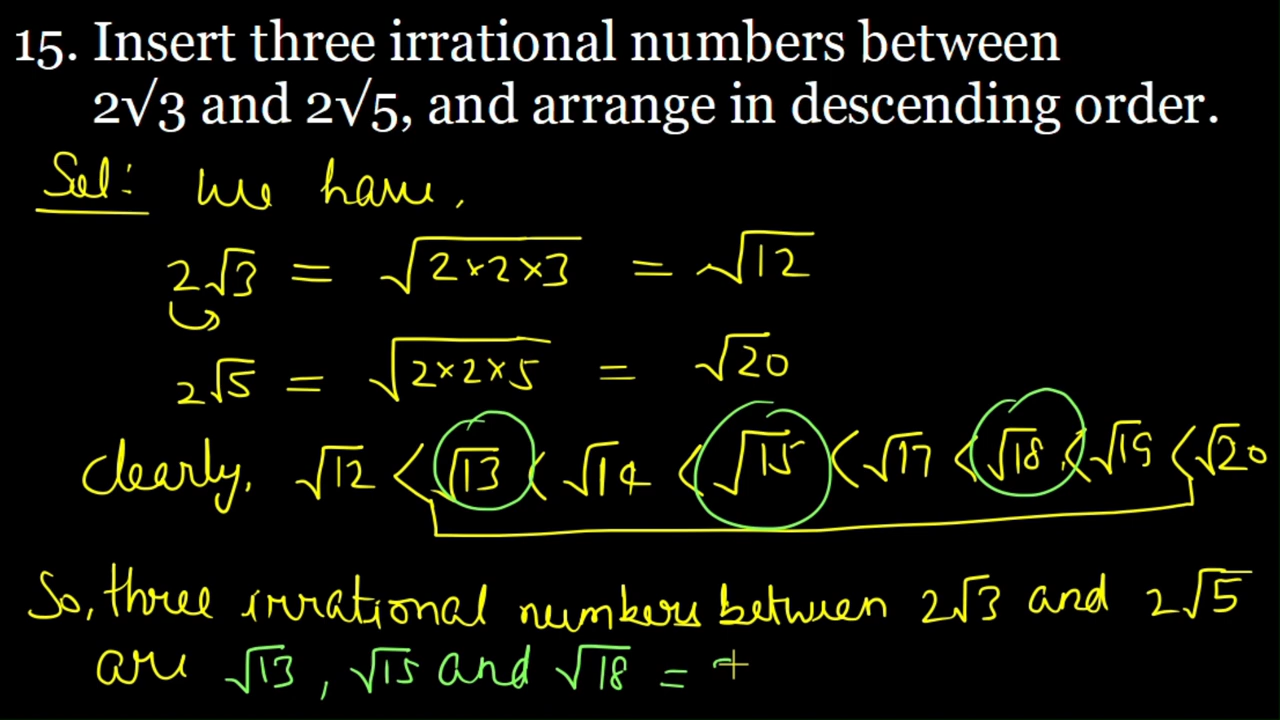 15. Insert three irrational numbers between
2√3 and 2√5, and arrange in descending order.
Sol: We have,
2√3 = √2×2×3 = √12
2√5 = √2×2×5 = √20
Clearly, √12 < √13 < √14 < √15 < √17 < √18 < √19 < √20
So, three irrational numbers between 2√3 and 2√5
are √13, √15 and √18 =